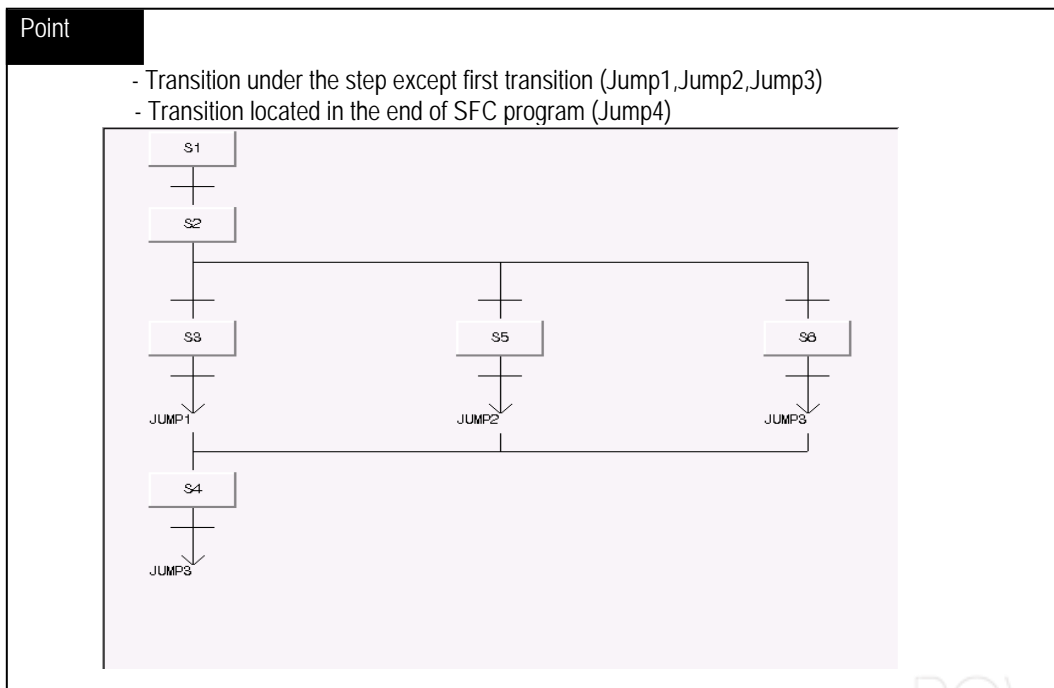 Point
- Transition under the step except first transition (Jump1,Jump2,Jump3)
- Transition located in the end of SFC program (Jump4)
S1
S2
S3 S5 S6
JUMP1 JUMP2 JUMP3
S4
JUMP3